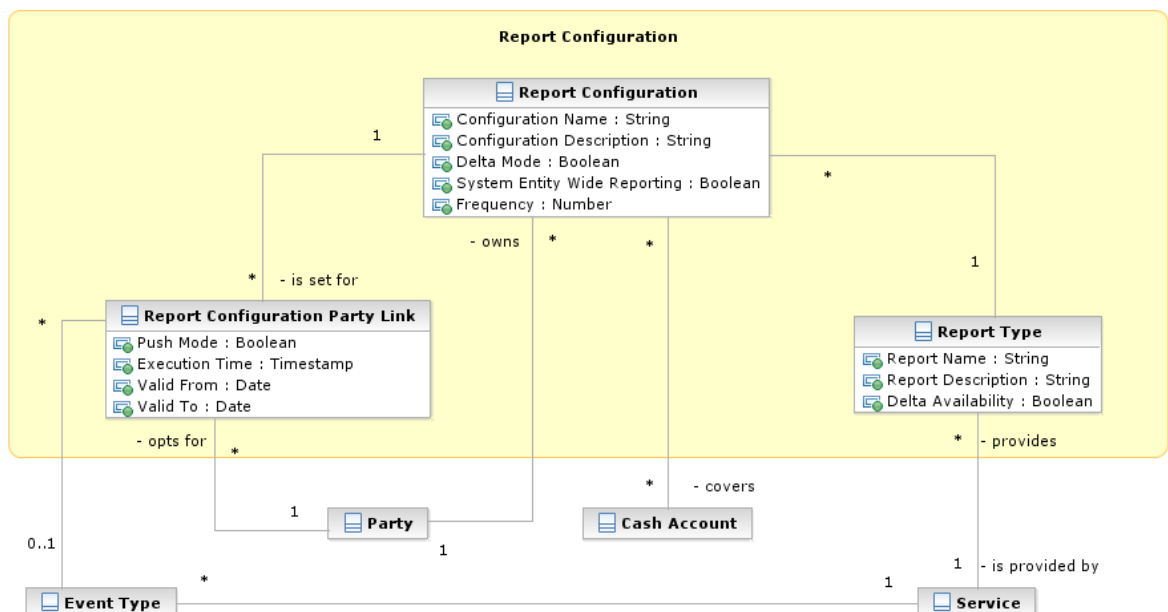 Report Configuration
Report Configuration
Configuration Name : String
Configuration Description : String
Delta Mode : Boolean
System Entity Wide Reporting : Boolean
Frequency : Number
1
*
- owns
*
*
1
*
- is set for
*
Report Configuration Party Link
Push Mode : Boolean
Execution Time : Timestamp
Valid From : Date
Valid To : Date
Report Type
Report Name : String
Report Description : String
Delta Availability : Boolean
- opts for
*
*
- provides
*
- covers
1
Party
1
Cash Account
0..1
*
1
1
- is provided by
Event Type
Service